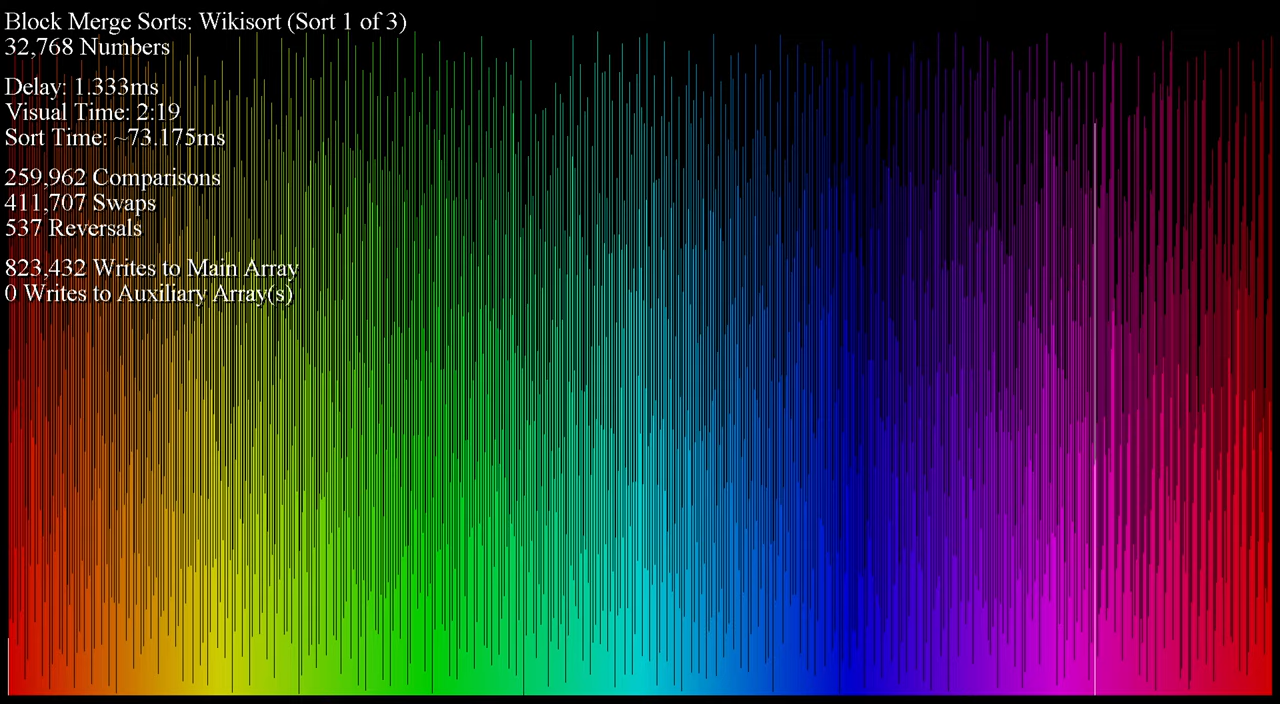 Block Merge Sorts: Wikisort (Sort 1 of 3)
32,768 Numbers
Delay: 1.333ms
Visual Time: 2:19
Sort Time: ~73.175ms
259,962 Comparisons
411,707 Swaps
537 Reversals
823,432 Writes to Main Array
0 Writes to Auxiliary Array(s)